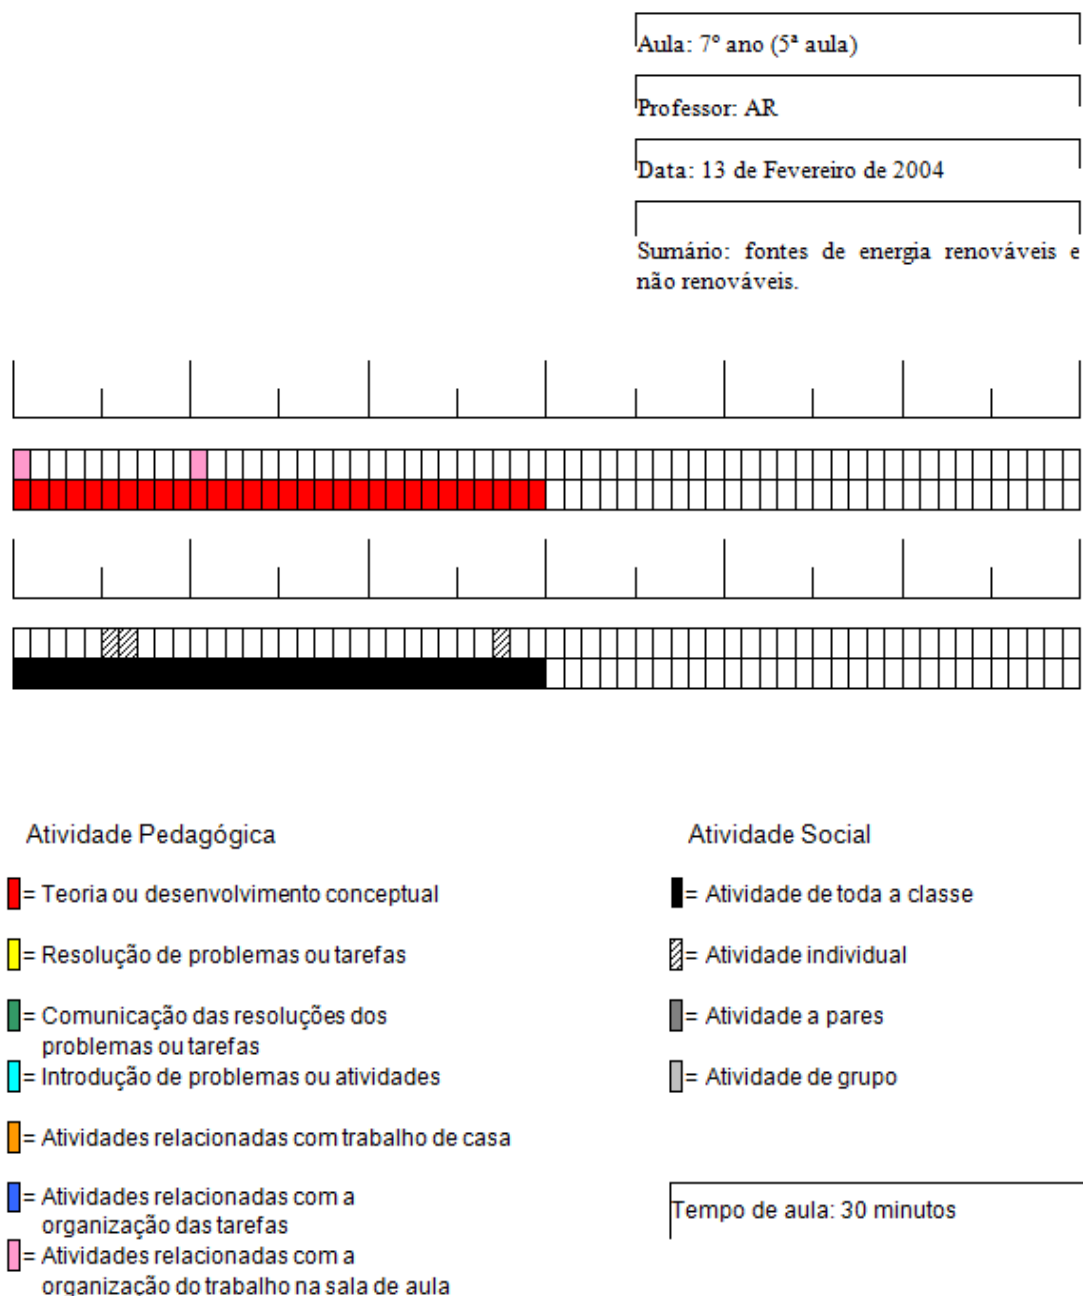 Aula: 7º ano (5ª aula)
Professor: AR
Data: 13 de Fevereiro de 2004
Sumário: fontes de energia renováveis e
não renováveis.
Atividade Pedagógica
= Teoria ou desenvolvimento conceptual
= Resolução de problemas ou tarefas
= Comunicação das resoluções dos
problemas ou tarefas
= Introdução de problemas ou atividades
= Atividades relacionadas com trabalho de casa
= Atividades relacionadas com a
organização das tarefas
= Atividades relacionadas com a
organização do trabalho na sala de aula
Atividade Social
= Atividade de toda a classe
= Atividade individual
= Atividade a pares
= Atividade de grupo
Tempo de aula: 30 minutos